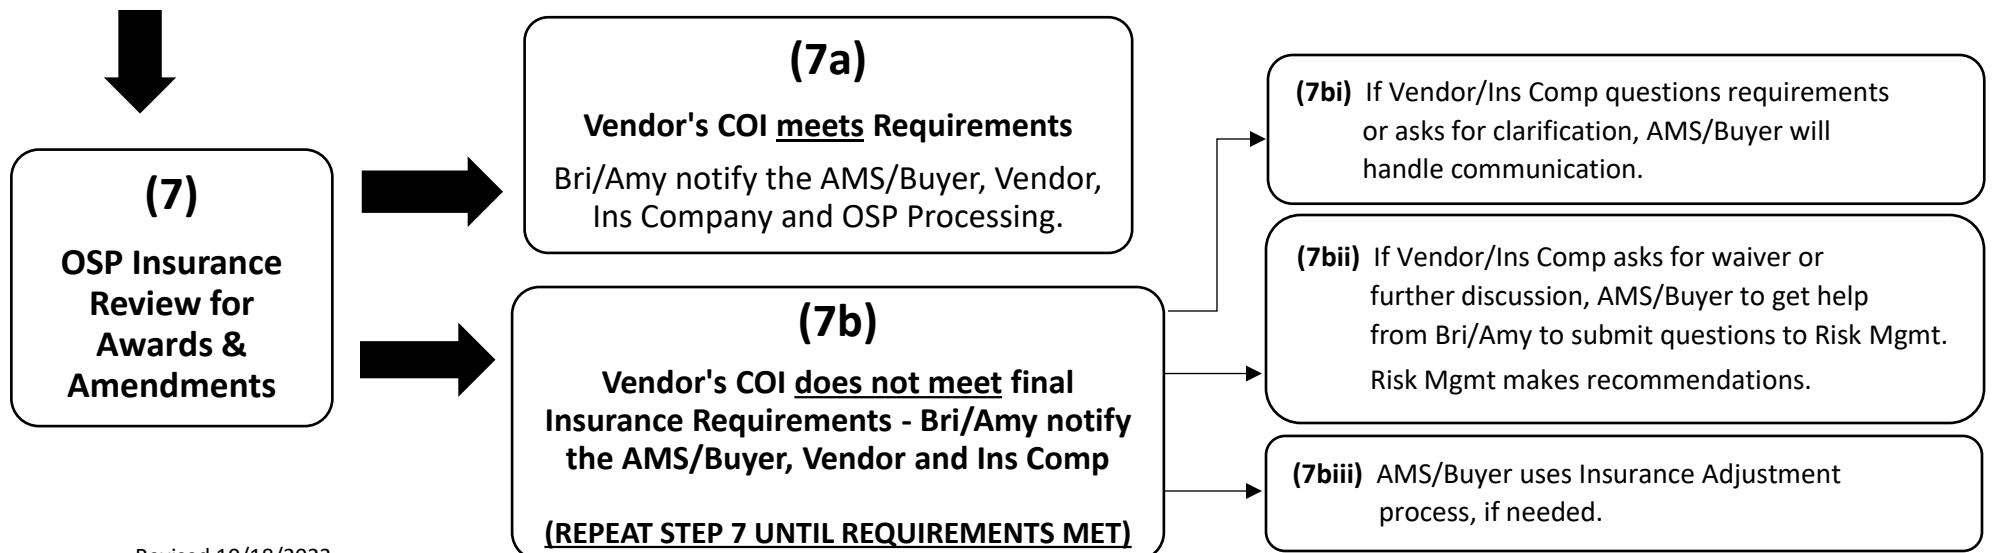 (7)
OSP Insurance
Review for
Awards &
Amendments
(7a)
Vendor's COI meets Requirements
Bri/Amy notify the AMS/Buyer, Vendor,
Ins Company and OSP Processing.
(7b)
Vendor's COI does not meet final
Insurance Requirements - Bri/Amy notify
the AMS/Buyer, Vendor and Ins Comp
(REPEAT STEP 7 UNTIL REQUIREMENTS MET)
(7bi) If Vendor/Ins Comp questions requirements
or asks for clarification, AMS/Buyer will
handle communication.
(7bii) If Vendor/Ins Comp asks for waiver or
further discussion, AMS/Buyer to get help
from Bri/Amy to submit questions to Risk Mgmt.
Risk Mgmt makes recommendations.
(7biii) AMS/Buyer uses Insurance Adjustment
process, if needed.
Revised 10/18/2023